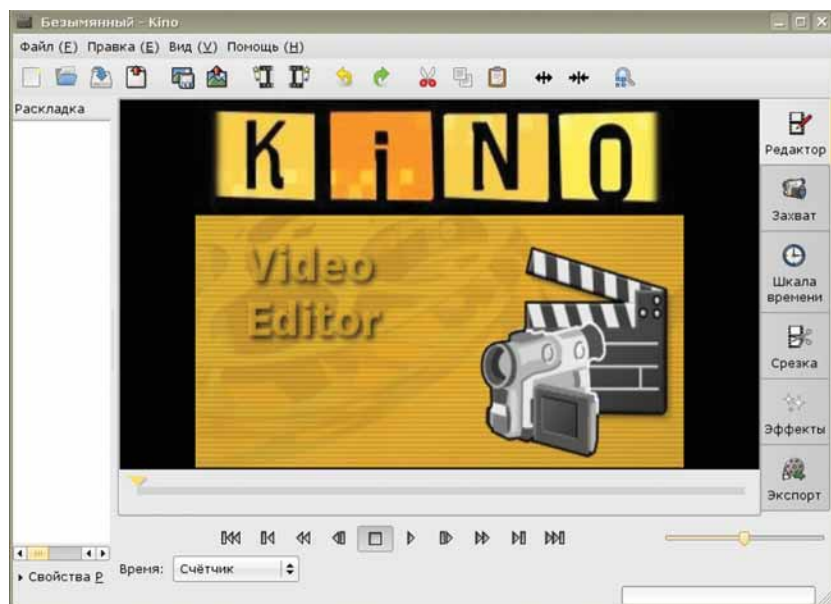 Безымянный - Kino
Файл (F) Правка (E) Вид (V) Помощь (H)
Раскладка
KiNO
Video
Editor
Редактор
Захват
Шкала
времени
Срезка
Эффекты
Экспорт
Свойства P
Время: Счётчик